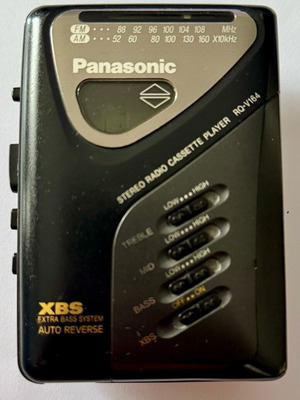 FM 88 92 96 100 104 108 MHz
AM 52 60 80 100 130 160 X10kHz
Panasonic
STEREO RADIO CASSETTE PLAYER RQ-V164
LOW HIGH
TREBLE
LOW HIGH
MID
LOW HIGH
BASS
OFF ON
XBS
XBS
EXTRA BASS SYSTEM
AUTO REVERSE